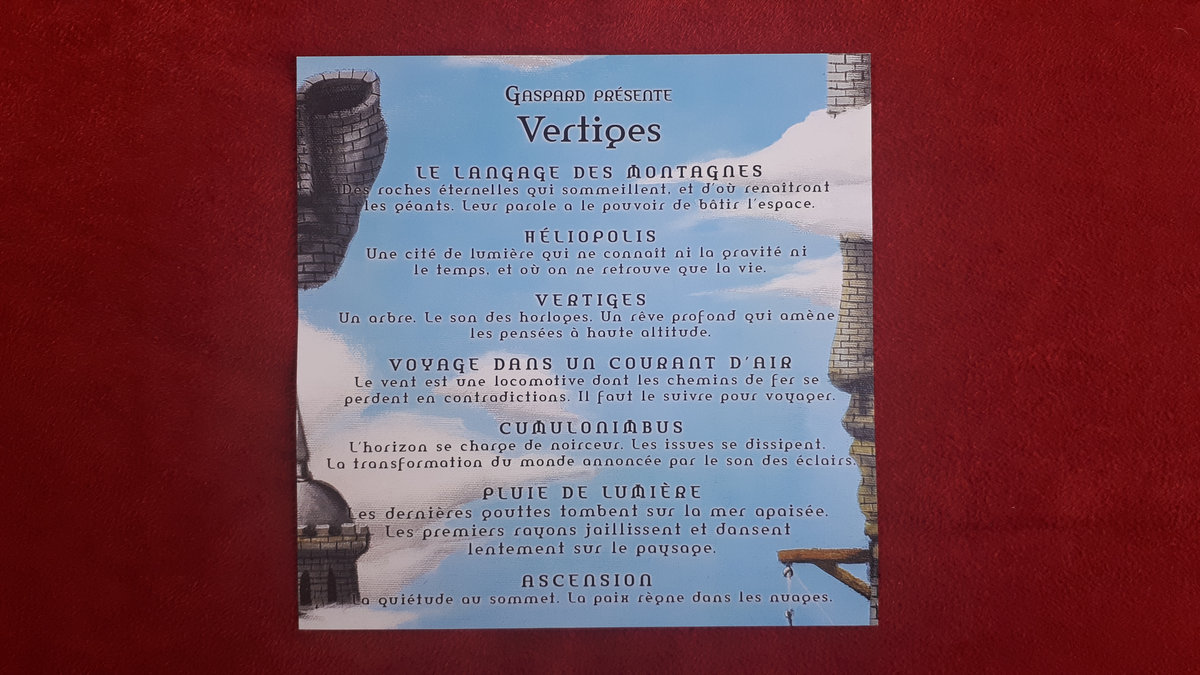 Gaspard présente
Vertiges
LE LANGAGE DES MONTAGNES
Des roches éternelles qui sommeillent, et d'où renaîtront
les géants. Leur parole a le pouvoir de bâtir l'espace.
HÉLIOPOLIS
Une cité de lumière qui ne connaît ni la gravité ni
le temps, et où on ne retrouve que la vie.
VERTIGES
Un arbre. Le son des horloges. Un rêve profond qui amène
les pensées à haute altitude.
VOYAGE DANS UN COURANT D'AIR
Le vent est une locomotive dont les chemins de fer se
perdent en contradictions. Il faut le suivre pour voyager.
CUMULONIMBUS
L'horizon se charge de noirceur. Les issues se dissipent.
La transformation du monde annoncée par le son des éclairs.
PLUIE DE LUMIÈRE
Les dernières gouttes tombent sur la mer apaisée.
Les premiers rayons jaillissent et dansent
lentement sur le paysage.
ASCENSION
La quiétude au sommet. La paix règne dans les nuages.